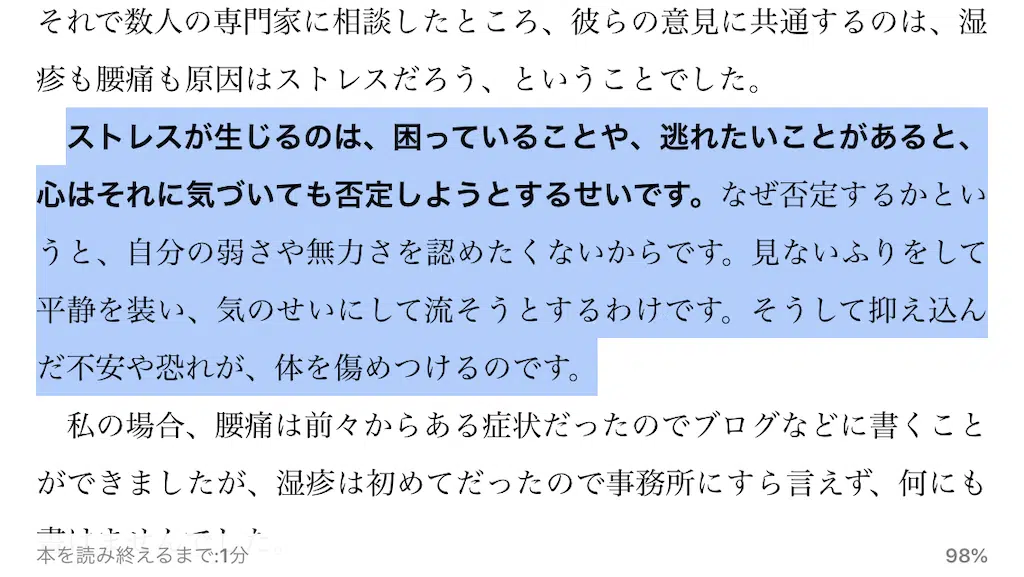 それで数人の専門家に相談したところ、彼らの意見に共通するのは、湿
疹も腰痛も原因はストレスだろう、ということでした。
ストレスが生じるのは、困っていることや、逃れたいことがあると、
心はそれに気づいても否定しようとするせいです。なぜ否定するかとい
うと、自分の弱さや無力さを認めたくないからです。見ないふりをして
平静を装い、気のせいにして流そうとするわけです。そうして抑え込ん
だ不安や恐れが、体を傷めつけるのです。
私の場合、腰痛は前々からある症状だったのでブログなどに書くこと
ができましたが、湿疹は初めてだったので事務所にすら言えず、何にも
本を読み終えるまで:1分
98%